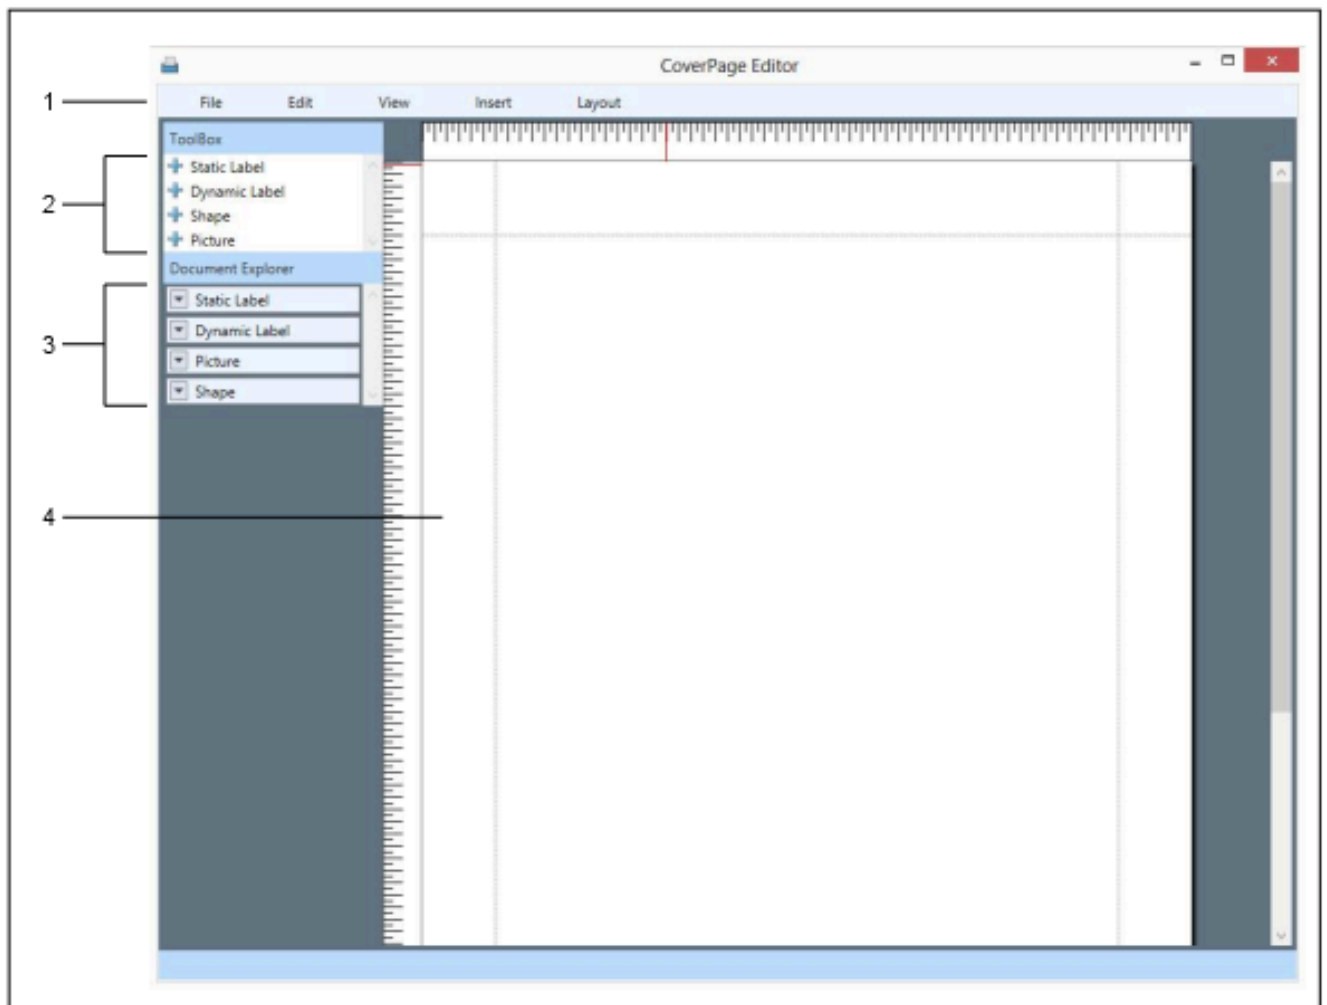 CoverPage Editor
1
File Edit View Insert Layout
ToolBox
2
Static Label
Dynamic Label
Shape
Picture
Document Explorer
3
Static Label
Dynamic Label
Picture
Shape
4